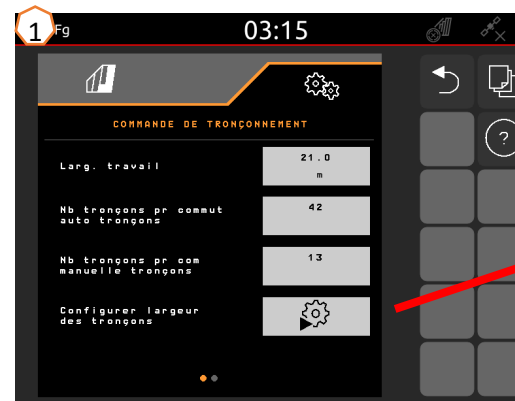 1
Fg
03:15
COMMANDE DE TRONÇONNEMENT
Larg. travail
21.0
m
Nb tronçons pr commut
auto tronçons
42
Nb tronçons pr com
manuelle tronçons
13
Configurer largeur
des tronçons
?